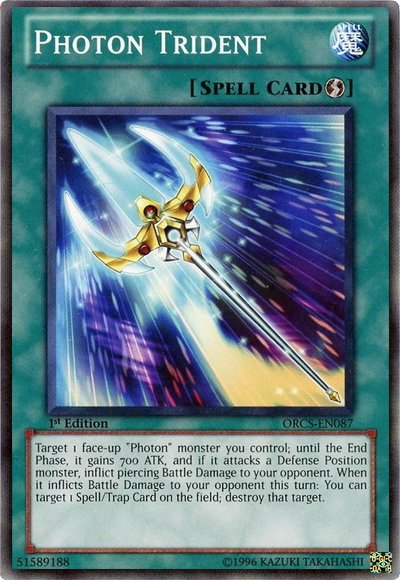 PHOTON TRIDENT
SPELL
魔
[SPELL CARD]
1st Edition
ORCS-EN087
Target 1 face-up "Photon" monster you control; until the End
Phase, it gains 700 ATK, and if it attacks a Defense Position
monster, inflict piercing Battle Damage to your opponent. When
it inflicts Battle Damage to your opponent this turn: You can
target 1 Spell/Trap Card on the field; destroy that target.
51589188
©1996 KAZUKI TAKAHASHI